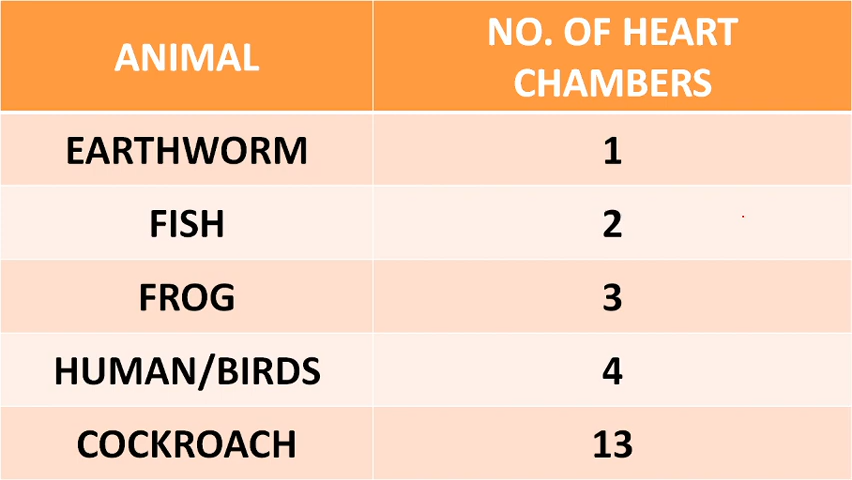 ANIMAL
NO. OF HEART
CHAMBERS
EARTHWORM
1
FISH
2
FROG
3
HUMAN/BIRDS
4
COCKROACH
13